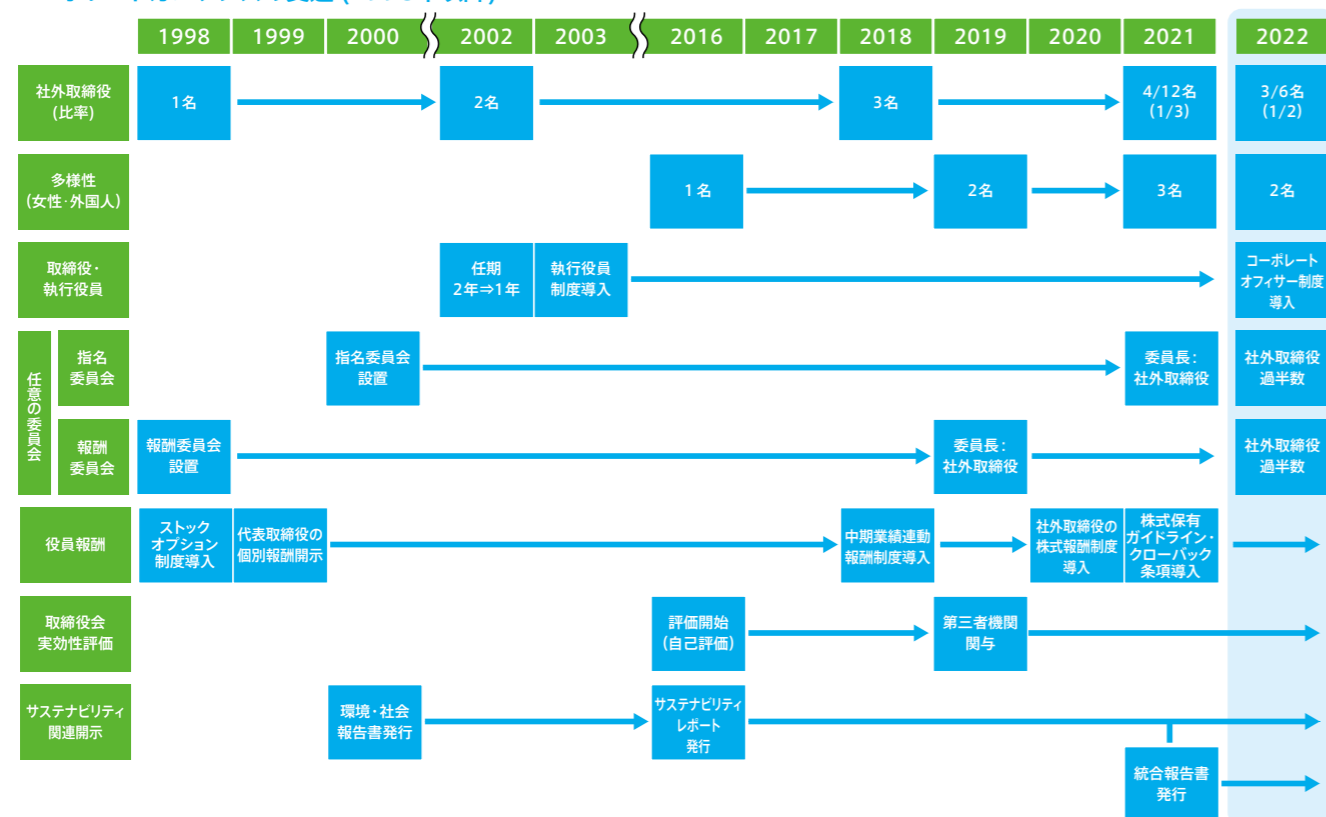 1998 1999 2000 2002 2003 2016 2017 2018 2019 2020 2021 2022
社外取締役
(比率)
1名
2名
3名
4/12名
(1/3)
3/6名
(1/2)
多様性
(女性・外国人)
1名
2名
3名
2名
取締役・
執行役員
任期
2年⇒1年
執行役員
制度導入
コーポレート
オフィサー制度
導入
任意の委員会
指名
委員会
指名委員会
設置
委員長:
社外取締役
社外取締役
過半数
報酬
委員会
報酬委員会
設置
委員長:
社外取締役
社外取締役
過半数
役員報酬
ストック
オプション
制度導入
代表取締役の
個別報酬開示
中期業績連動
報酬制度導入
社外取締役の
株式報酬制度
導入
株式保有
ガイドライン・
クローバック
条項導入
取締役会
実効性評価
評価開始
(自己評価)
第三者機関
関与
サステナビリティ
関連開示
環境・社会
報告書発行
サステナビリティ
レポート
発行
統合報告書
発行